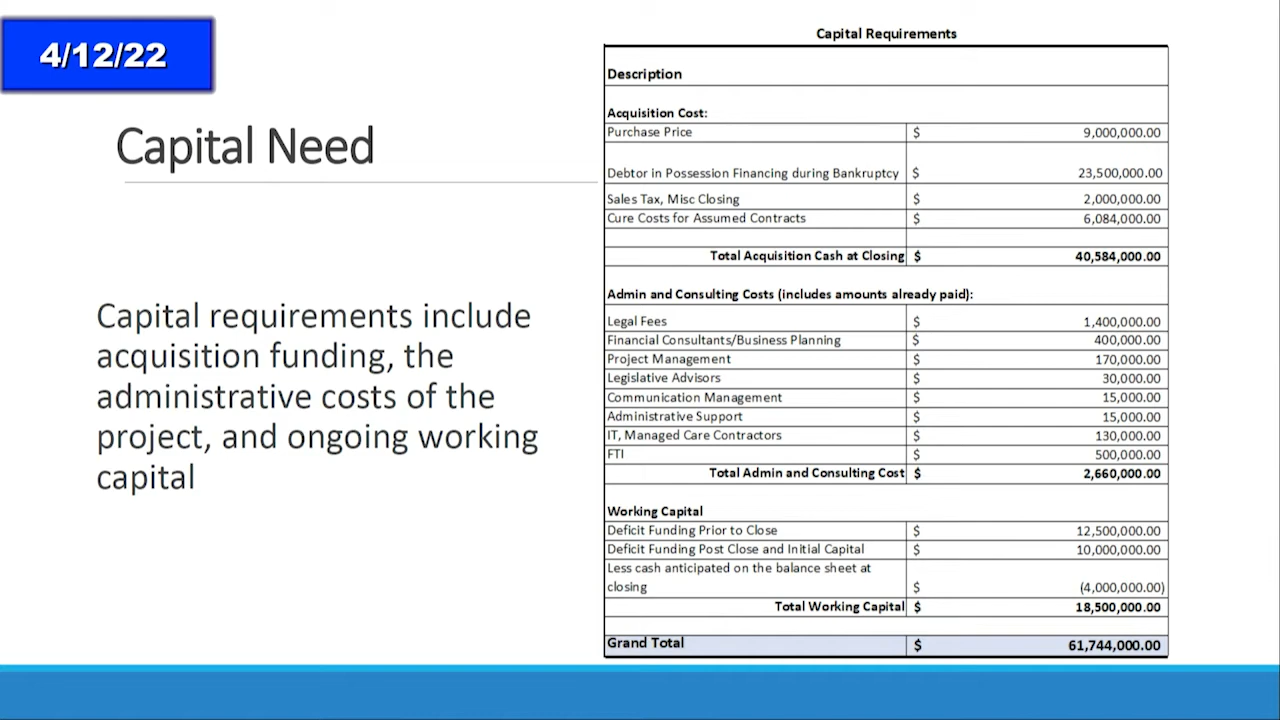 4/12/22
Capital Need
Capital requirements include
acquisition funding, the
administrative costs of the
project, and ongoing working
capital
Capital Requirements
Description
Acquisition Cost:
Purchase Price $ 9,000,000.00
Debtor in Possession Financing during Bankruptcy $ 23,500,000.00
Sales Tax, Misc Closing $ 2,000,000.00
Cure Costs for Assumed Contracts $ 6,084,000.00
Total Acquisition Cash at Closing $ 40,584,000.00
Admin and Consulting Costs (includes amounts already paid):
Legal Fees $ 1,400,000.00
Financial Consultants/Business Planning $ 400,000.00
Project Management $ 170,000.00
Legislative Advisors $ 30,000.00
Communication Management $ 15,000.00
Administrative Support $ 15,000.00
IT, Managed Care Contractors $ 130,000.00
FTI $ 500,000.00
Total Admin and Consulting Cost $ 2,660,000.00
Working Capital
Deficit Funding Prior to Close $ 12,500,000.00
Deficit Funding Post Close and Initial Capital $ 10,000,000.00
Less cash anticipated on the balance sheet at
closing $ (4,000,000.00)
Total Working Capital $ 18,500,000.00
Grand Total $ 61,744,000.00